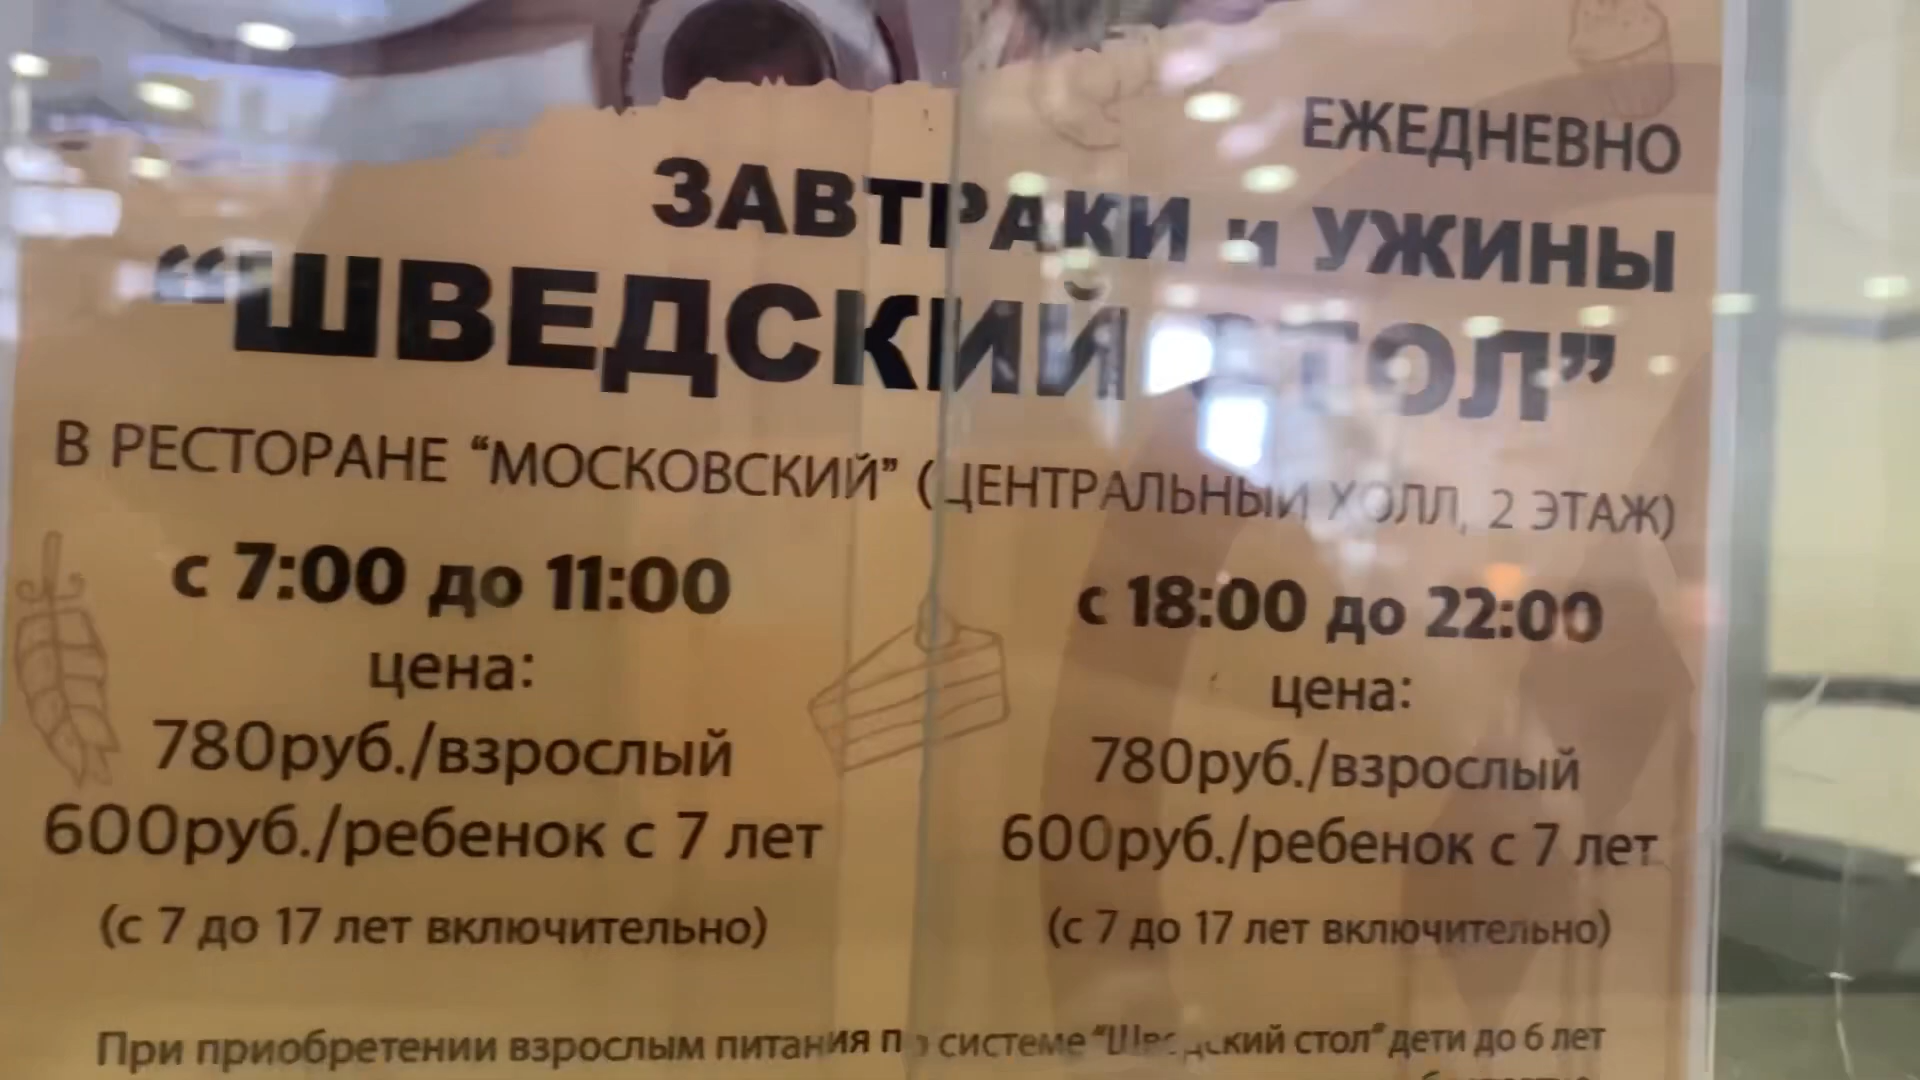 ЕЖЕДНЕВНО
ЗАВТРАКИ и УЖИНЫ
“ШВЕДСКИЙ СТОЛ”
В РЕСТОРАНЕ “МОСКОВСКИЙ” (ЦЕНТРАЛЬНЫЙ ХОЛЛ, 2 ЭТАЖ)
с 7:00 до 11:00
цена:
780руб./взрослый
600руб./ребенок с 7 лет
(с 7 до 17 лет включительно)
с 18:00 до 22:00
цена:
780руб./взрослый
600руб./ребенок с 7 лет
(с 7 до 17 лет включительно)
При приобретении взрослым питания по системе “Шведский стол” дети до 6 лет